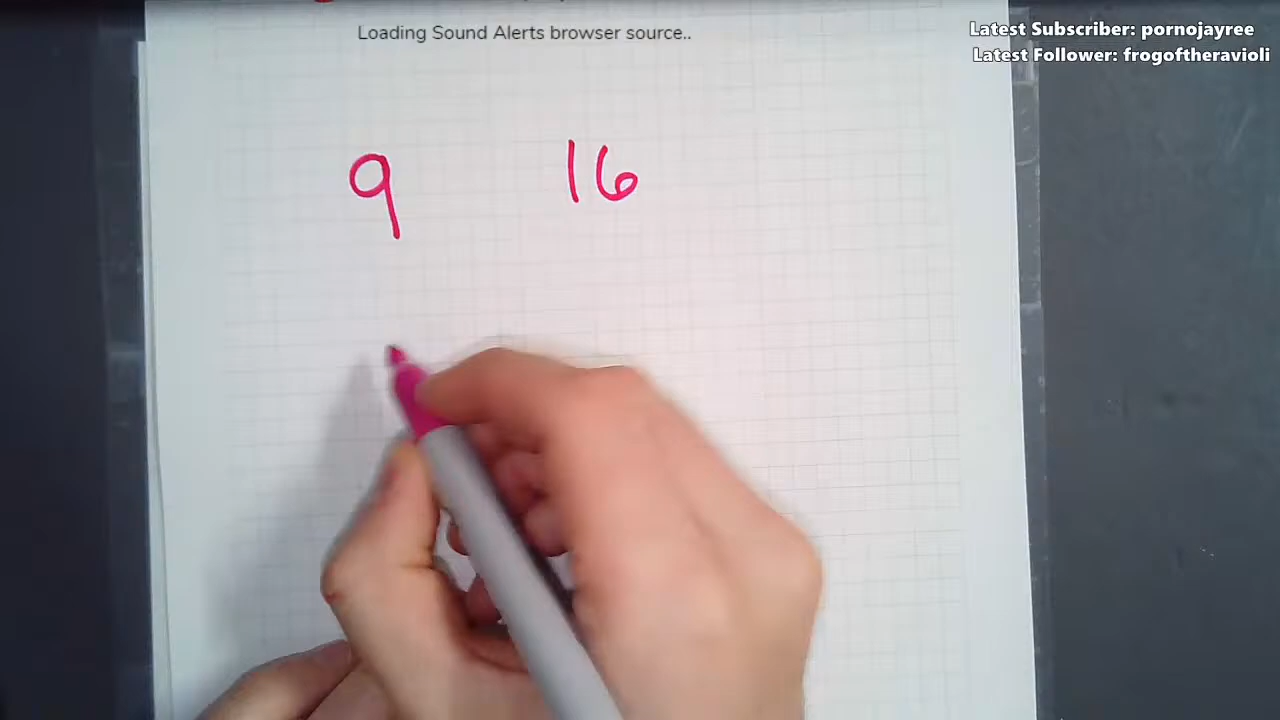 Loading Sound Alerts browser source..
Latest Subscriber: pornojayree
Latest Follower: frogoftheravioli
9 16